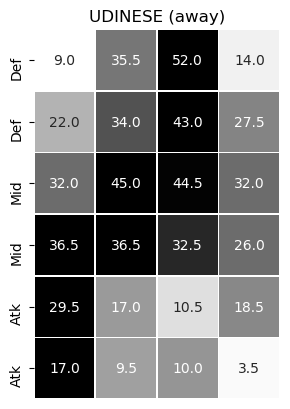 UDINESE (away)
Def 9.0 35.5 52.0 14.0
Def 22.0 34.0 43.0 27.5
Mid 32.0 45.0 44.5 32.0
Mid 36.5 36.5 32.5 26.0
Atk 29.5 17.0 10.5 18.5
Atk 17.0 9.5 10.0 3.5